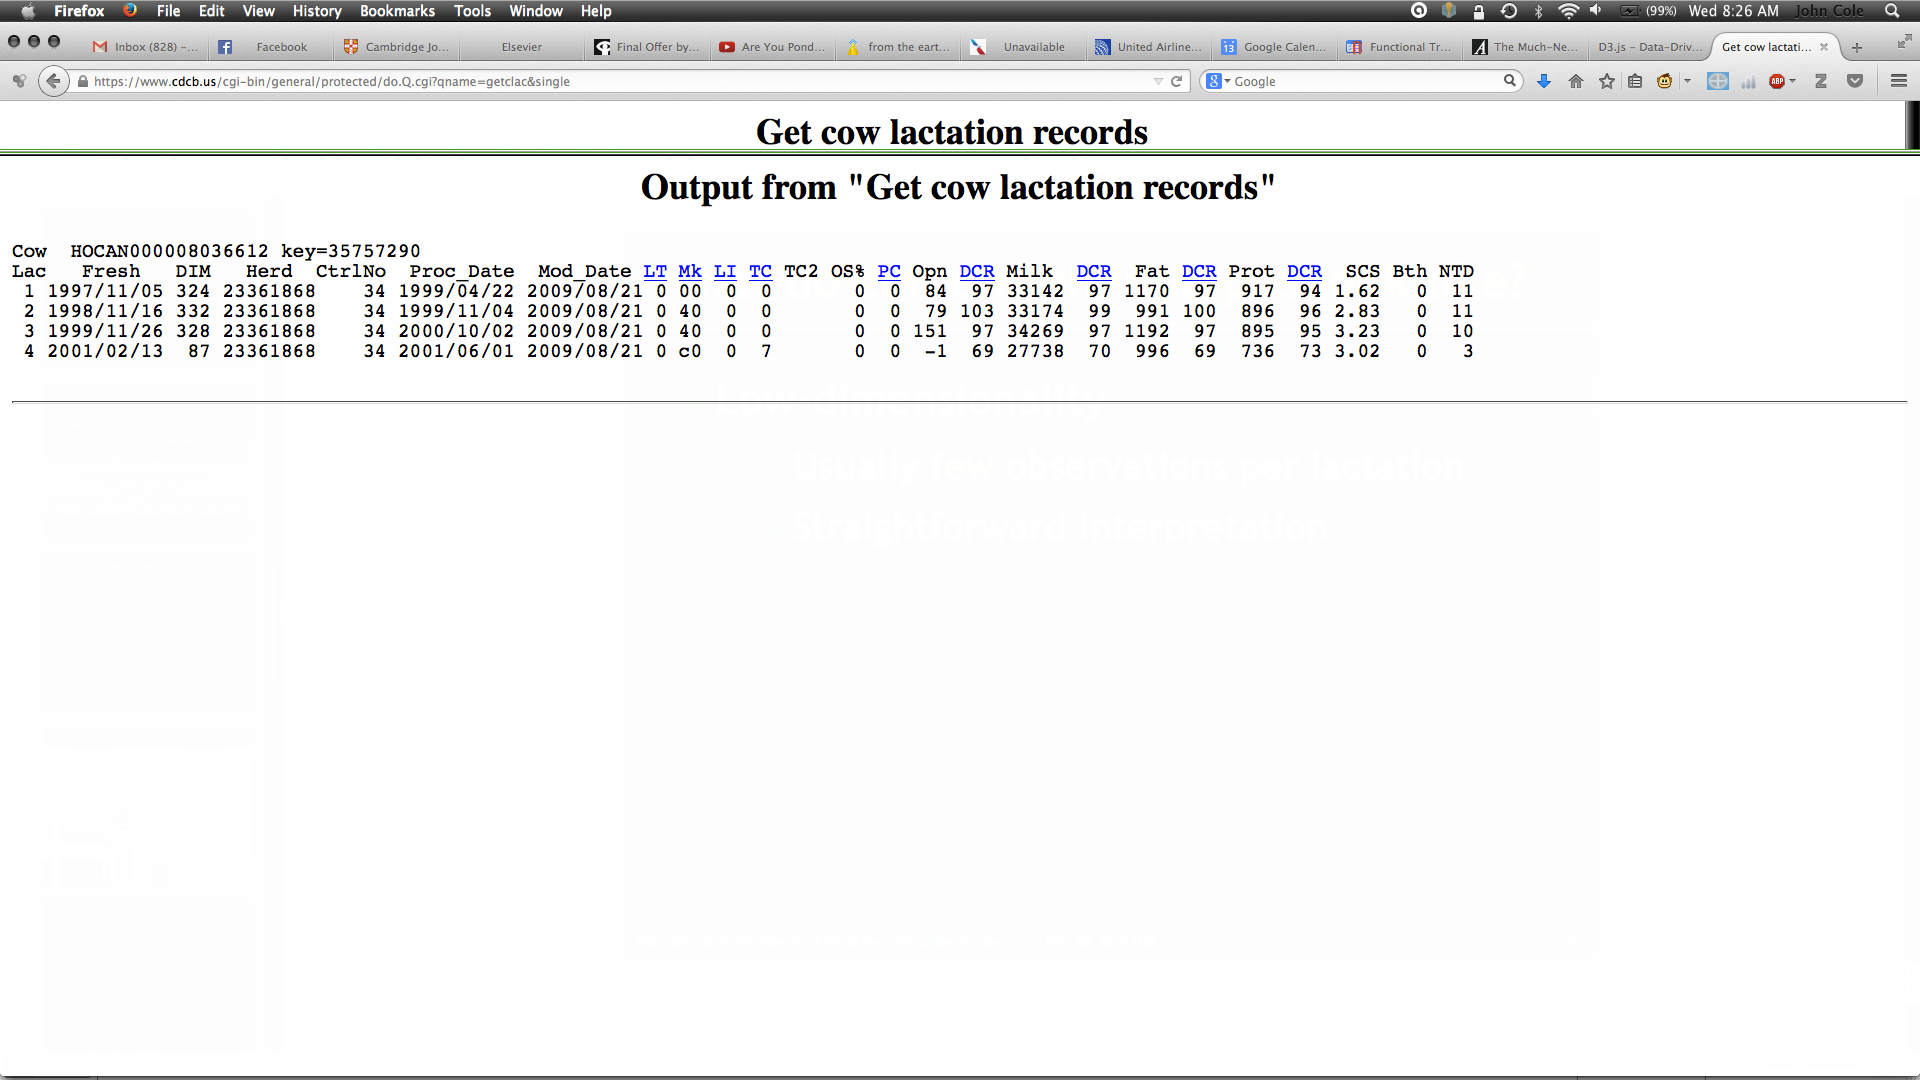 Firefox File Edit View History Bookmarks Tools Window Help (99%) Wed 8:26 AM John Cole
Inbox (828) –... Facebook Cambridge Jo... Elsevier Final Offer by... Are You Pond... from the eart... Unavailable United Airline... Google Calen... Functional Tr... The Much-Ne... D3.js – Data-Driv... Get cow lactati...
https://www.cdcb.us/cgi-bin/general/protected/do.Q.cgi?qname=getclac&single Google
Get cow lactation records
Output from "Get cow lactation records"
Cow HOCAN000008036612 key=35757290
Lac Fresh DIM Herd CtrlNo Proc_Date Mod_Date LT Mk LI TC TC2 OS% PC Opn DCR Milk DCR Fat DCR Prot DCR SCS Bth NTD
1 1997/11/05 324 23361868 34 1999/04/22 2009/08/21 0 00 0 0 0 0 84 97 33142 97 1170 97 917 94 1.62 0 11
2 1998/11/16 332 23361868 34 1999/11/04 2009/08/21 0 40 0 0 0 0 79 103 33174 99 991 100 896 96 2.83 0 11
3 1999/11/26 328 23361868 34 2000/10/02 2009/08/21 0 40 0 0 0 0 151 97 34269 97 1192 97 895 95 3.23 0 10
4 2001/02/13 87 23361868 34 2001/06/01 2009/08/21 0 c0 0 7 0 0 -1 69 27738 70 996 69 736 73 3.02 0 3
Low dimensionality
Usually few observations per lactation
Straightforward interpretation